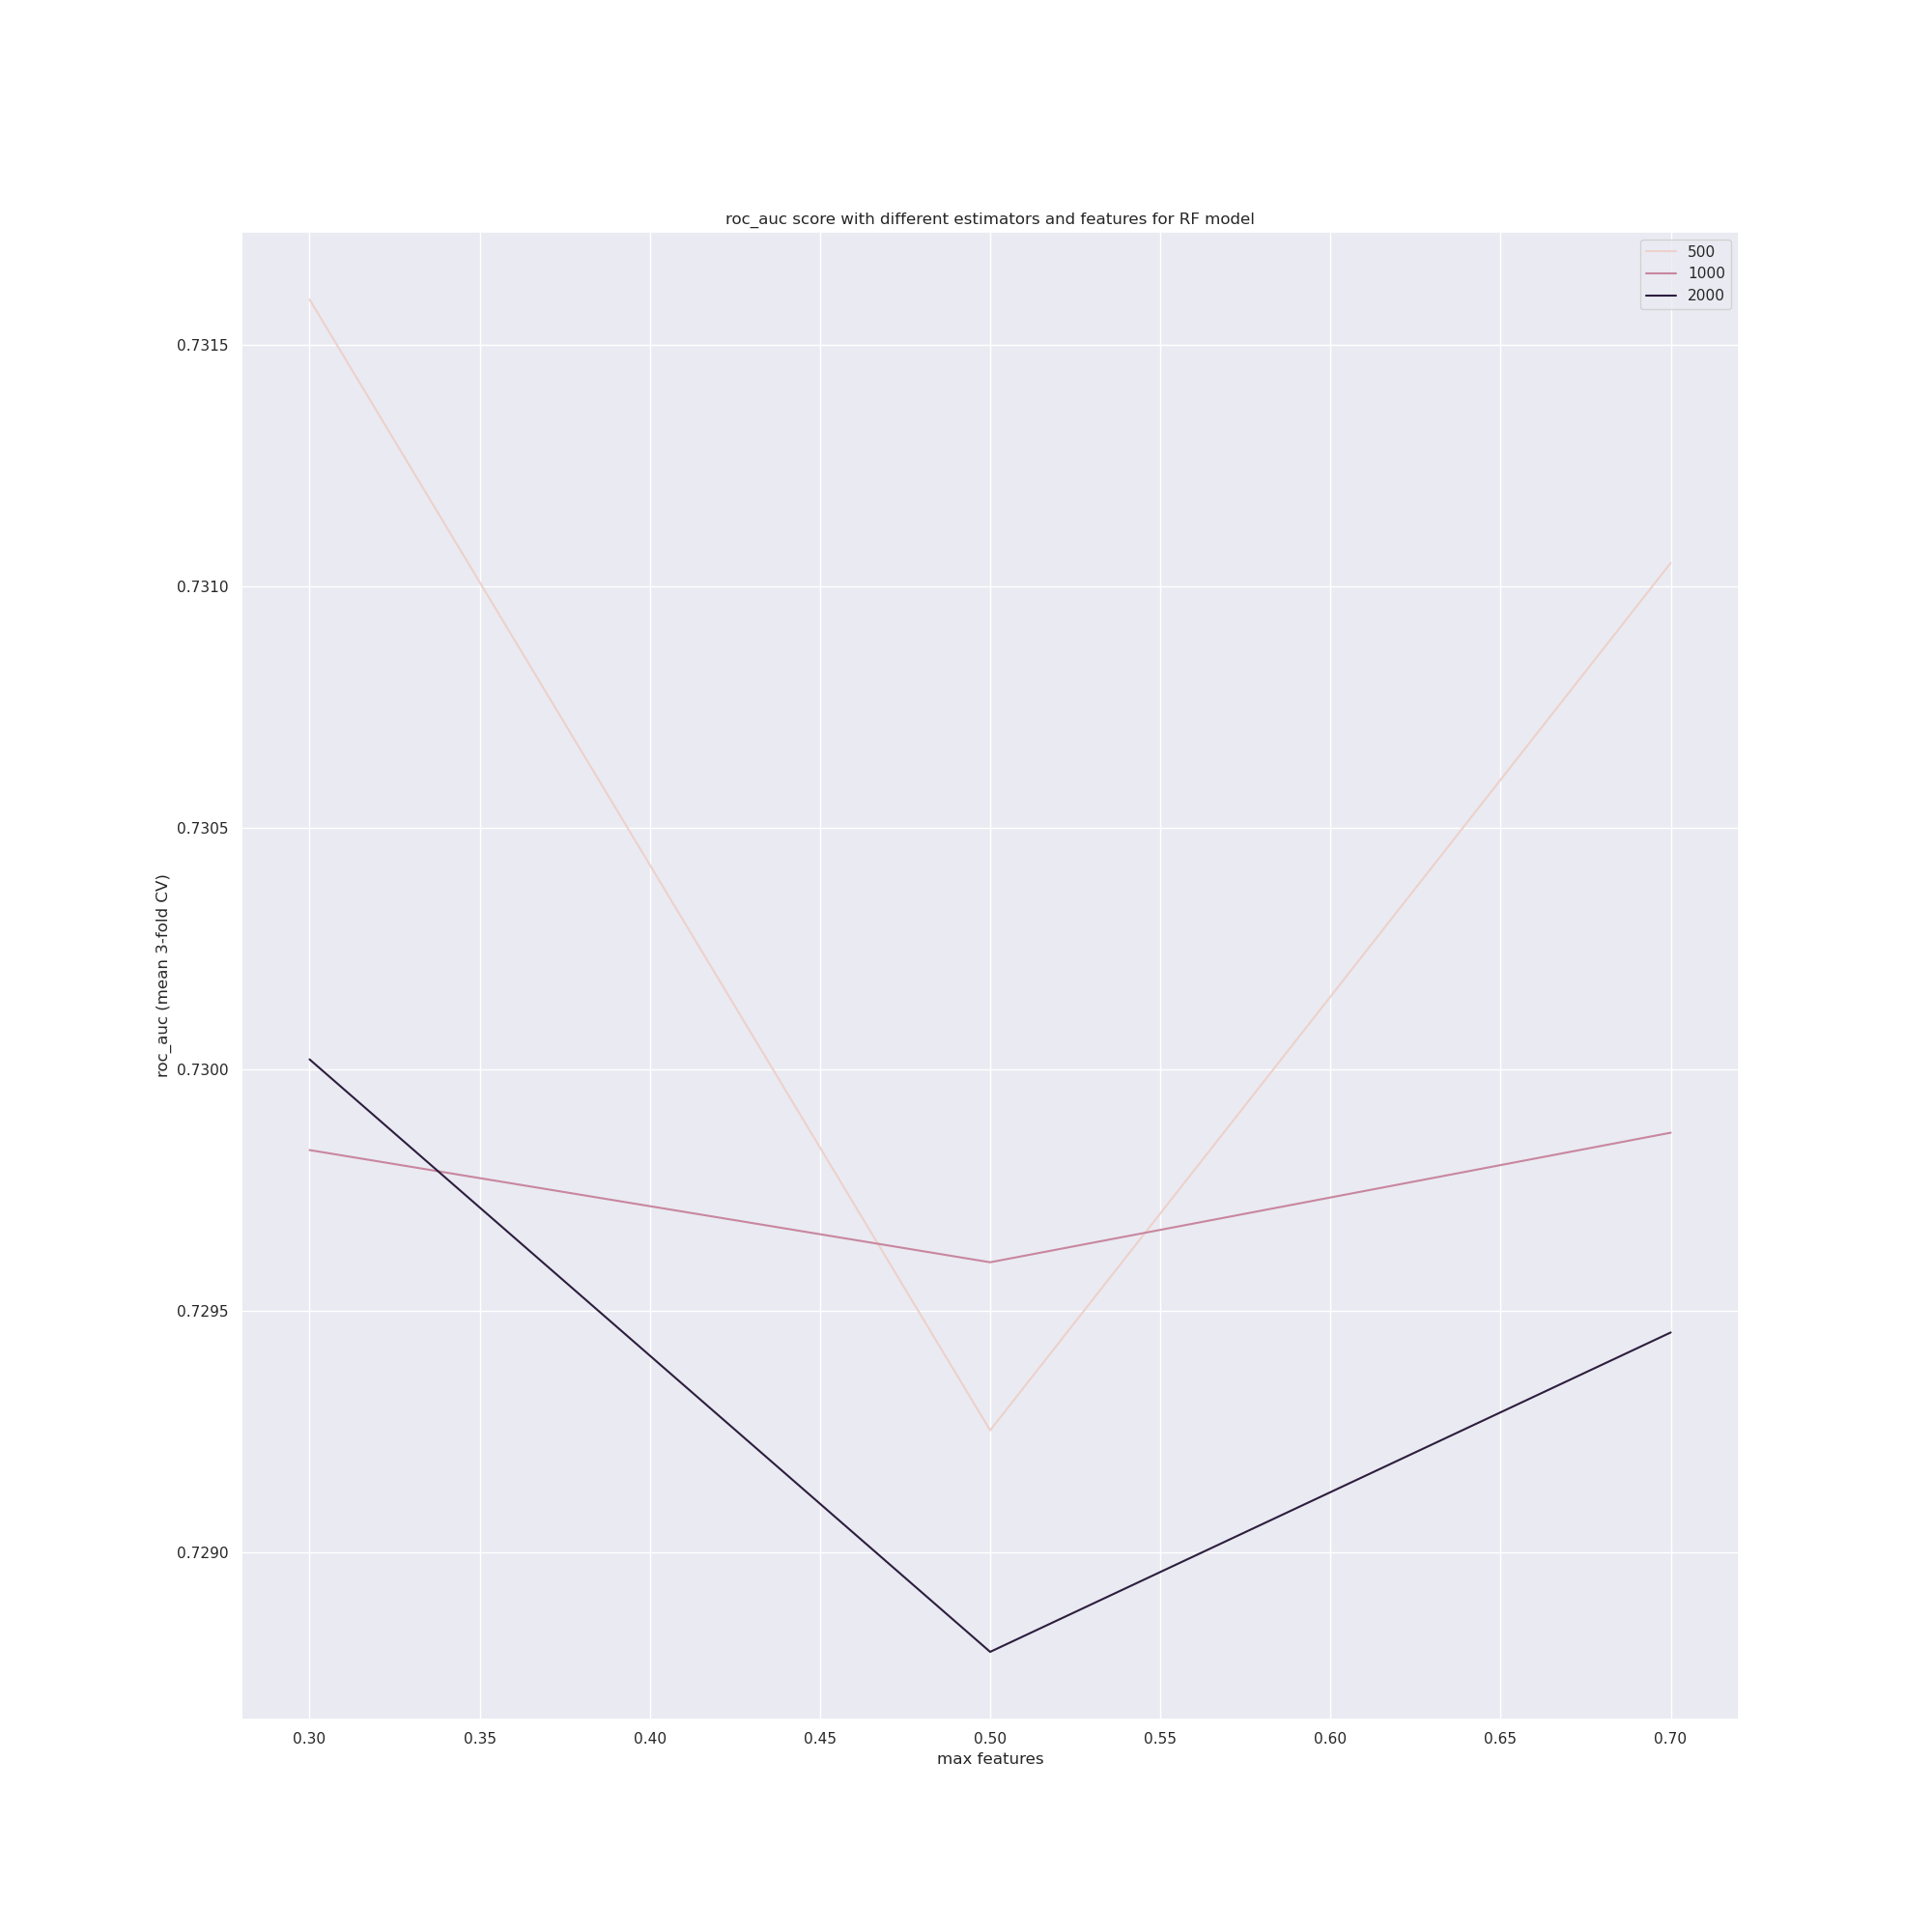 roc_auc score with different estimators and features for RF model
500
1000
2000
0.7315
0.7310
0.7305
0.7300
0.7295
0.7290
roc_auc (mean 3-fold CV)
0.30 0.35 0.40 0.45 0.50 0.55 0.60 0.65 0.70
max features